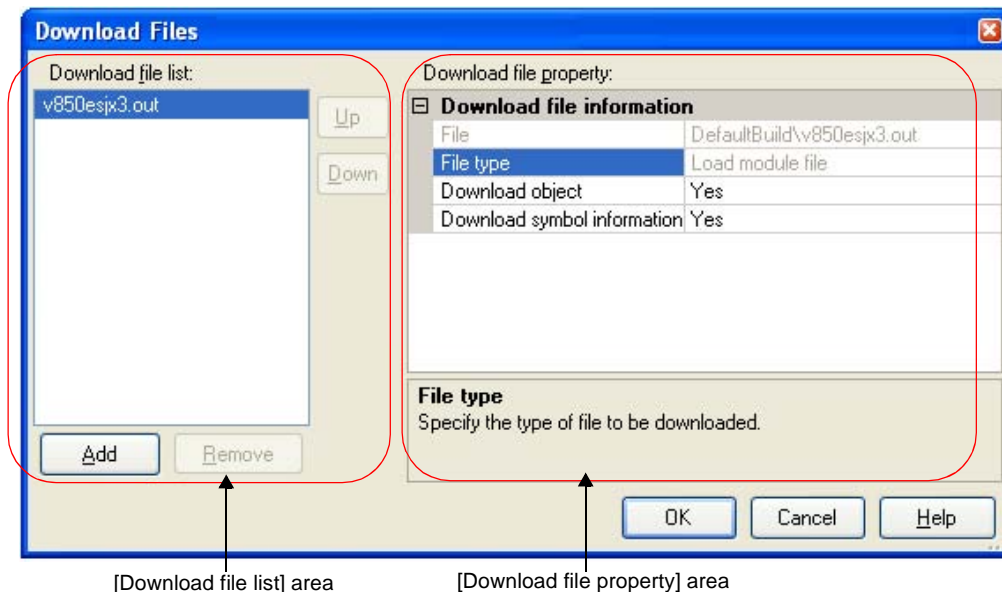 Download Files
Download file list:
v850esjx3.out
Up
Down
Add
Remove
Download file property:
Download file information
File DefaultBuild\v850esjx3.out
File type Load module file
Download object Yes
Download symbol information Yes
File type
Specify the type of file to be downloaded.
OK
Cancel
Help
[Download file list] area
[Download file property] area